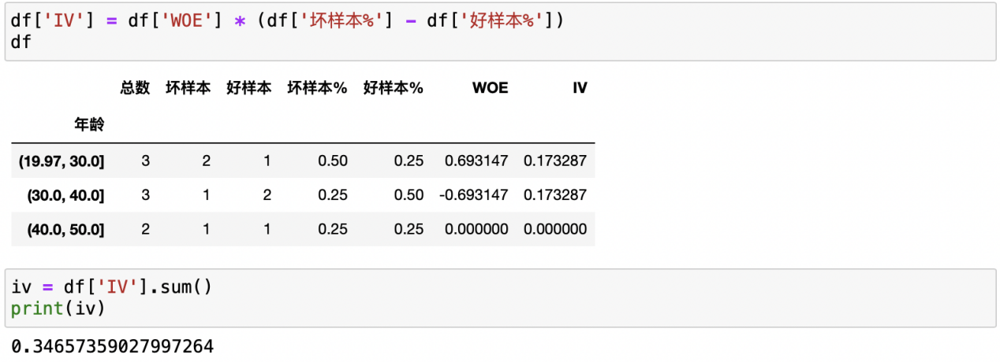 df['IV'] = df['WOE'] * (df['坏样本%'] - df['好样本%'])
df
总数 坏样本 好样本 坏样本% 好样本% WOE IV
年龄
(19.97, 30.0] 3 2 1 0.50 0.25 0.693147 0.173287
(30.0, 40.0] 3 1 2 0.25 0.50 -0.693147 0.173287
(40.0, 50.0] 2 1 1 0.25 0.25 0.000000 0.000000
iv = df['IV'].sum()
print(iv)
0.34657359027997264